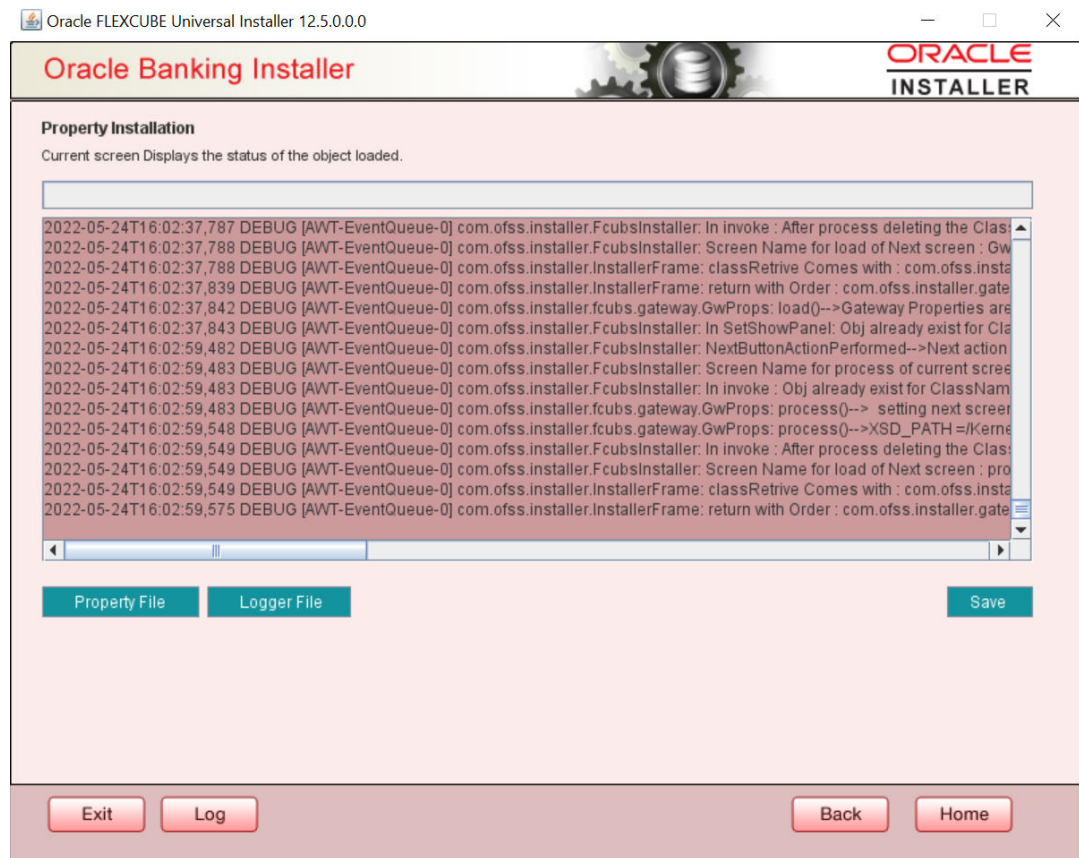 Oracle FLEXCUBE Universal Installer 12.5.0.0.0
Oracle Banking Installer
ORACLE
INSTALLER
Property Installation
Current screen Displays the status of the object loaded.
2022-05-24T16:02:37,787 DEBUG [AWT-EventQueue-0] com.ofss.installer.FcubsInstaller: In invoke : After process deleting the Clas
2022-05-24T16:02:37,788 DEBUG [AWT-EventQueue-0] com.ofss.installer.FcubsInstaller: Screen Name for load of Next screen : Gw
2022-05-24T16:02:37,788 DEBUG [AWT-EventQueue-0] com.ofss.installer.InstallerFrame: classRetrive Comes with : com.ofss.insta
2022-05-24T16:02:37,839 DEBUG [AWT-EventQueue-0] com.ofss.installer.InstallerFrame: return with Order : com.ofss.installer.gate
2022-05-24T16:02:37,842 DEBUG [AWT-EventQueue-0] com.ofss.installer.fcubs.gateway.GwProps: load()-->Gateway Properties are
2022-05-24T16:02:37,843 DEBUG [AWT-EventQueue-0] com.ofss.installer.FcubsInstaller: In SetShowPanel: Obj already exist for Cla
2022-05-24T16:02:59,482 DEBUG [AWT-EventQueue-0] com.ofss.installer.FcubsInstaller: NextButtonActionPerformed-->Next action
2022-05-24T16:02:59,483 DEBUG [AWT-EventQueue-0] com.ofss.installer.FcubsInstaller: Screen Name for process of current scree
2022-05-24T16:02:59,483 DEBUG [AWT-EventQueue-0] com.ofss.installer.FcubsInstaller: In invoke : Obj already exist for ClassNam
2022-05-24T16:02:59,483 DEBUG [AWT-EventQueue-0] com.ofss.installer.fcubs.gateway.GwProps: process()-->  setting next screen
2022-05-24T16:02:59,548 DEBUG [AWT-EventQueue-0] com.ofss.installer.fcubs.gateway.GwProps: process()-->XSD_PATH =/Kerne
2022-05-24T16:02:59,549 DEBUG [AWT-EventQueue-0] com.ofss.installer.FcubsInstaller: In invoke : After process deleting the Clas
2022-05-24T16:02:59,549 DEBUG [AWT-EventQueue-0] com.ofss.installer.FcubsInstaller: Screen Name for load of Next screen : pro
2022-05-24T16:02:59,549 DEBUG [AWT-EventQueue-0] com.ofss.installer.InstallerFrame: classRetrive Comes with : com.ofss.insta
2022-05-24T16:02:59,575 DEBUG [AWT-EventQueue-0] com.ofss.installer.InstallerFrame: return with Order : com.ofss.installer.gate
Property File
Logger File
Save
Exit
Log
Back
Home